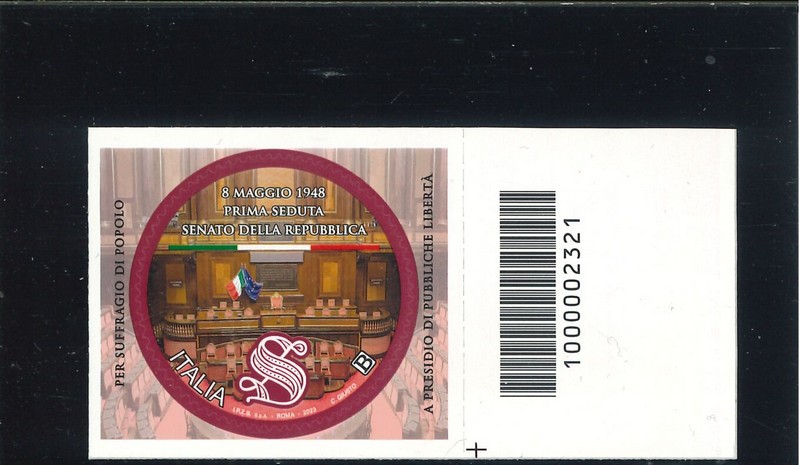 PER SUFFRAGIO DI POPOLO
8 MAGGIO 1948
PRIMA SEDUTA
SENATO DELLA REPUBBLICA
ITALIA
S
B
I.P.Z.S. S.p.A. - ROMA - 2023
C. GIUSTO
A PRESIDIO DI PUBBLICHE LIBERTÀ
1000002321